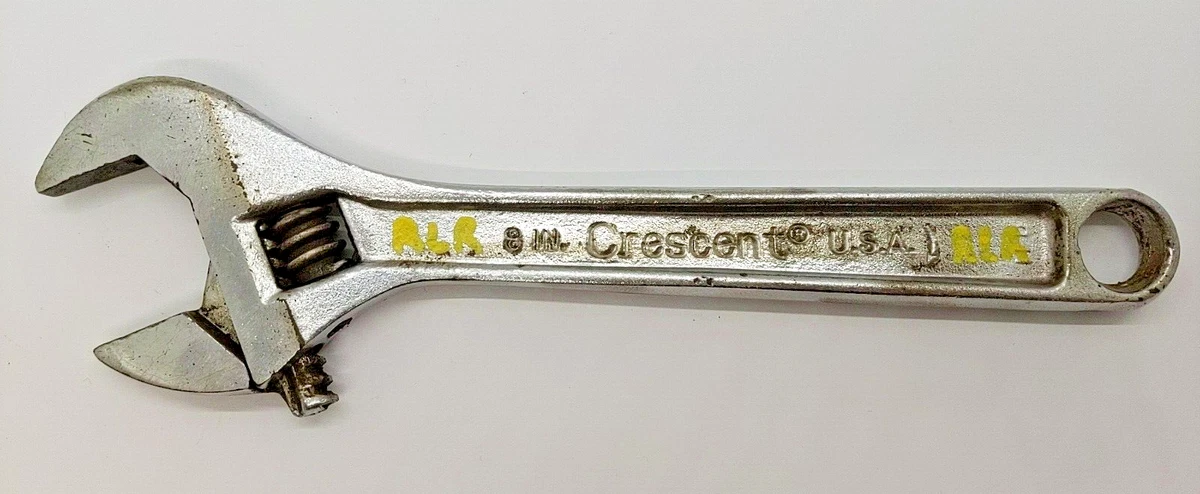 RLR 8 IN. Crescent® U.S.A. RLR